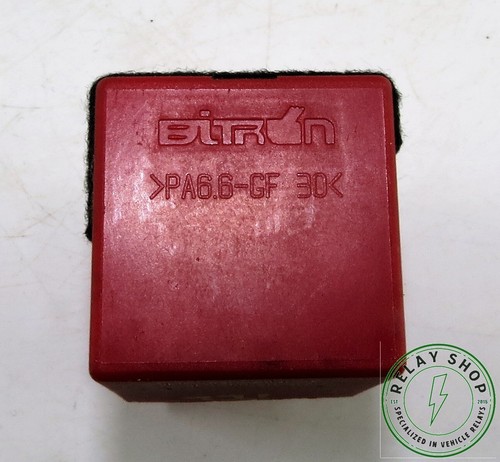 BiTRON
>PA6.6-GF 30<
RELAY SHOP
EST 2016
SPECIALIZED IN VEHICLE RELAYS